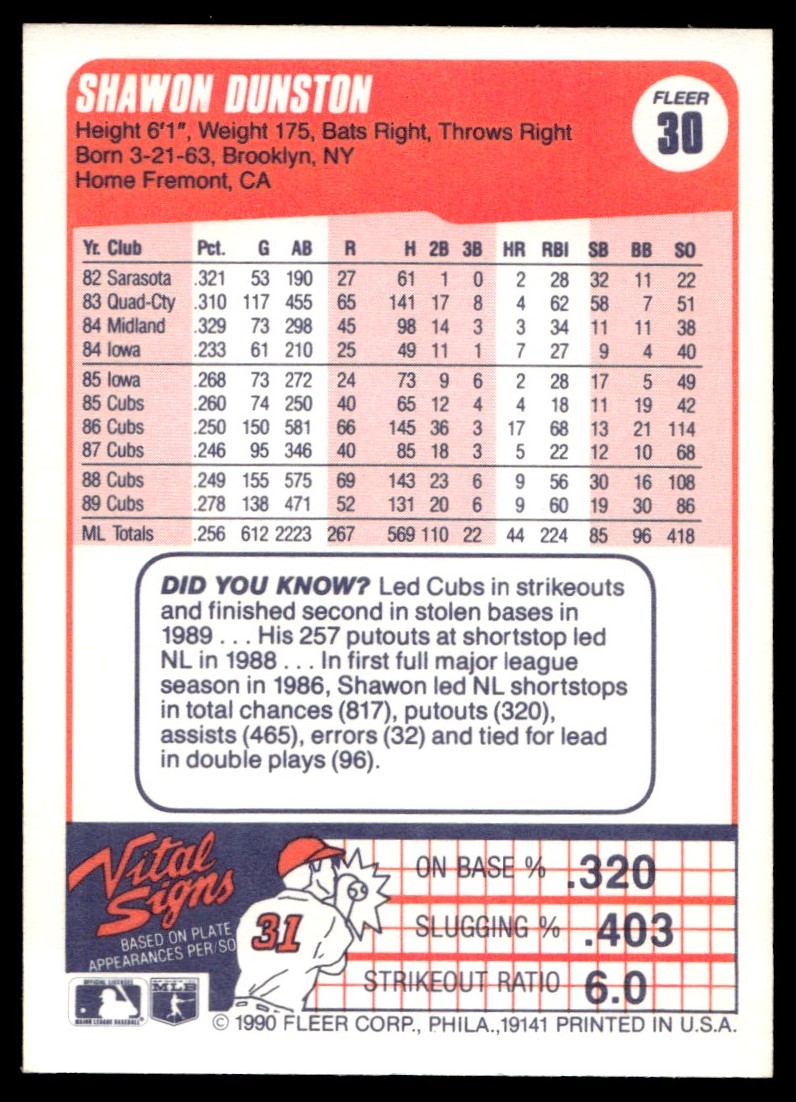 SHAWON DUNSTON
FLEER
30
Height 6'1", Weight 175, Bats Right, Throws Right
Born 3-21-63, Brooklyn, NY
Home Fremont, CA
Yr. Club Pct. G AB R H 2B 3B HR RBI SB BB SO
82 Sarasota .321 53 190 27 61 1 0 2 28 32 11 22
83 Quad-Cty .310 117 455 65 141 17 8 4 62 58 7 51
84 Midland .329 73 298 45 98 14 3 3 34 11 11 38
84 Iowa .233 61 210 25 49 11 1 7 27 9 4 40
85 Iowa .268 73 272 24 73 9 6 2 28 17 5 49
85 Cubs .260 74 250 40 65 12 4 4 18 11 19 42
86 Cubs .250 150 581 66 145 36 3 17 68 13 21 114
87 Cubs .246 95 346 40 85 18 3 5 22 12 10 68
88 Cubs .249 155 575 69 143 23 6 9 56 30 16 108
89 Cubs .278 138 471 52 131 20 6 9 60 19 30 86
ML Totals .256 612 2223 267 569 110 22 44 224 85 96 418
DID YOU KNOW? Led Cubs in strikeouts
and finished second in stolen bases in
1989 . . . His 257 putouts at shortstop led
NL in 1988 . . . In first full major league
season in 1986, Shawon led NL shortstops
in total chances (817), putouts (320),
assists (465), errors (32) and tied for lead
in double plays (96).
Vital
Signs
BASED ON PLATE
APPEARANCES PER/SO
31
ON BASE % .320
SLUGGING % .403
STRIKEOUT RATIO 6.0
OFFICIAL LICENSEE
MAJOR LEAGUE BASEBALL
MLB
© 1990 FLEER CORP., PHILA.,19141 PRINTED IN U.S.A.